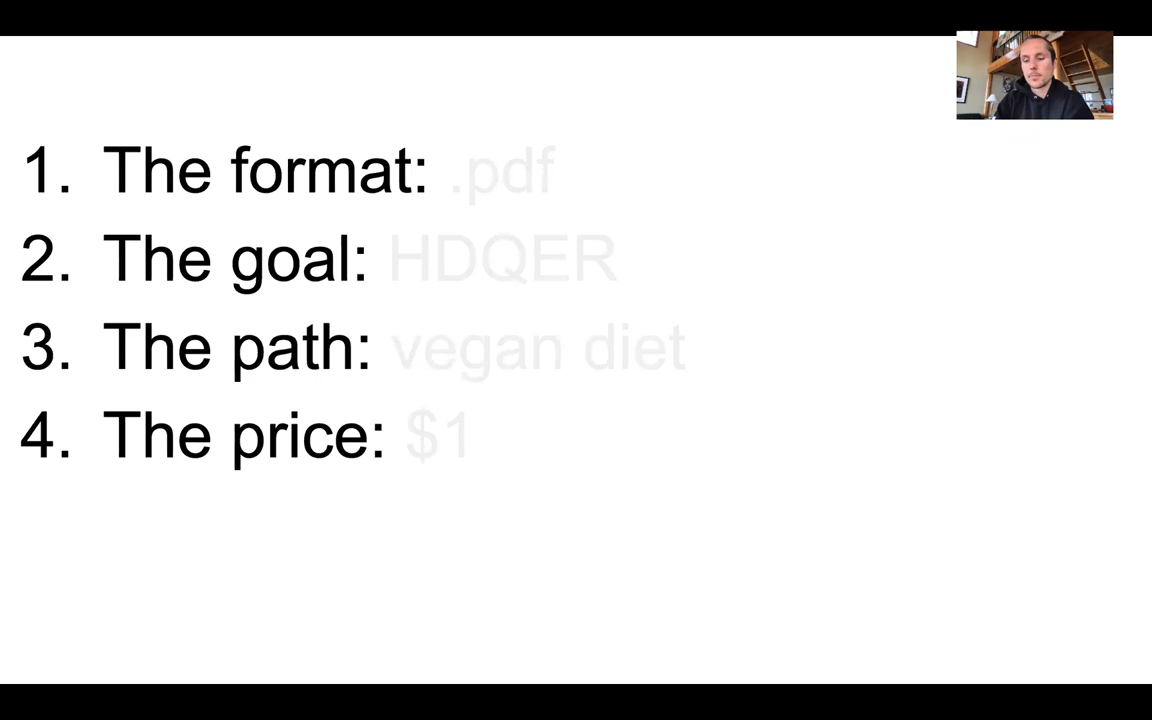 1. The format: .pdf
2. The goal: HDQER
3. The path: vegan diet
4. The price: $1